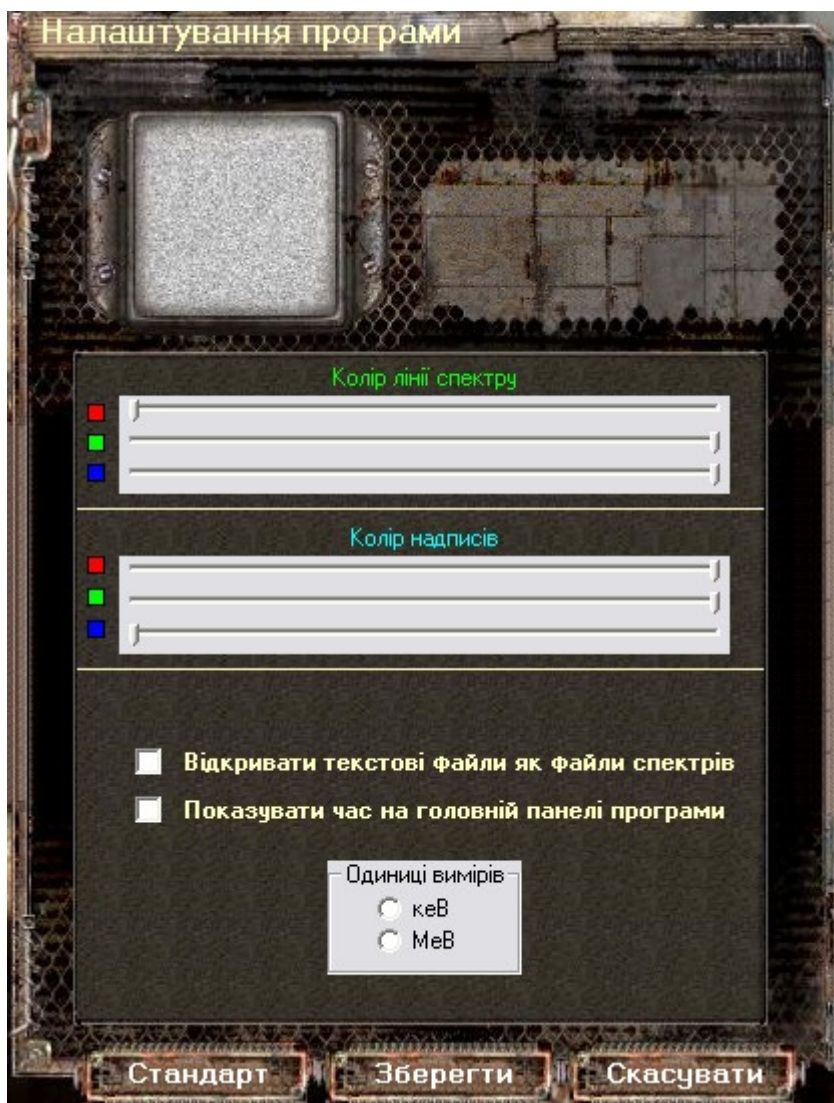 Налаштування програми
Колір лінії спектру
Колір надписів
Відкривати текстові файли як файли спектрів
Показувати час на головній панелі програми
Одиниці вимірів
кеВ
МеВ
Стандарт
Зберегти
Скасувати